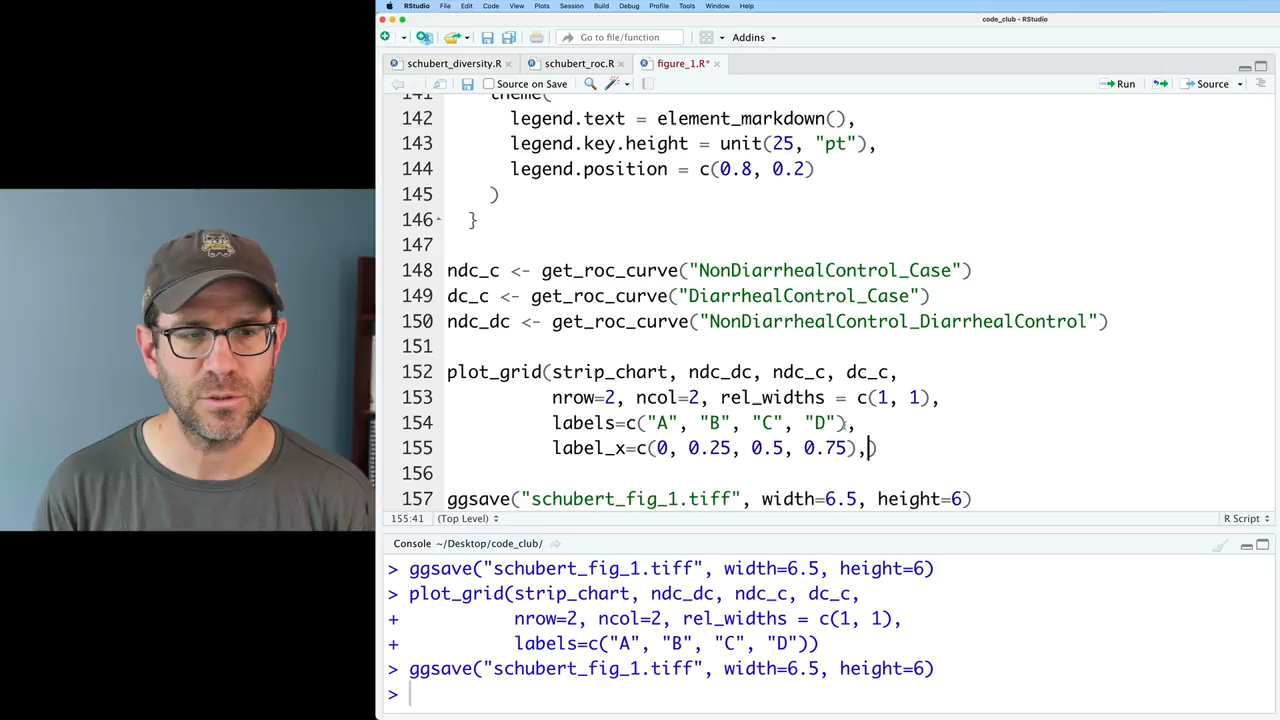 RStudio File Edit Code View Plots Session Build Debug Profile Tools Window Help
code_club - RStudio
Go to file/function Addins
schubert_diversity.R schubert_roc.R figure_1.R*
Source on Save Run Source
141 theme(
142 legend.text = element_markdown(),
143 legend.key.height = unit(25, "pt"),
144 legend.position = c(0.8, 0.2)
145 )
146 }
147
148 ndc_c <- get_roc_curve("NonDiarrhealControl_Case")
149 dc_c <- get_roc_curve("DiarrhealControl_Case")
150 ndc_dc <- get_roc_curve("NonDiarrhealControl_DiarrhealControl")
151
152 plot_grid(strip_chart, ndc_dc, ndc_c, dc_c,
153 nrow=2, ncol=2, rel_widths = c(1, 1),
154 labels=c("A", "B", "C", "D"),
155 label_x=c(0, 0.25, 0.5, 0.75),)
156
157 ggsave("schubert_fig_1.tiff", width=6.5, height=6)
155:41 (Top Level) R Script
Console ~/Desktop/code_club/
> ggsave("schubert_fig_1.tiff", width=6.5, height=6)
> plot_grid(strip_chart, ndc_dc, ndc_c, dc_c,
+ nrow=2, ncol=2, rel_widths = c(1, 1),
+ labels=c("A", "B", "C", "D"))
> ggsave("schubert_fig_1.tiff", width=6.5, height=6)
>